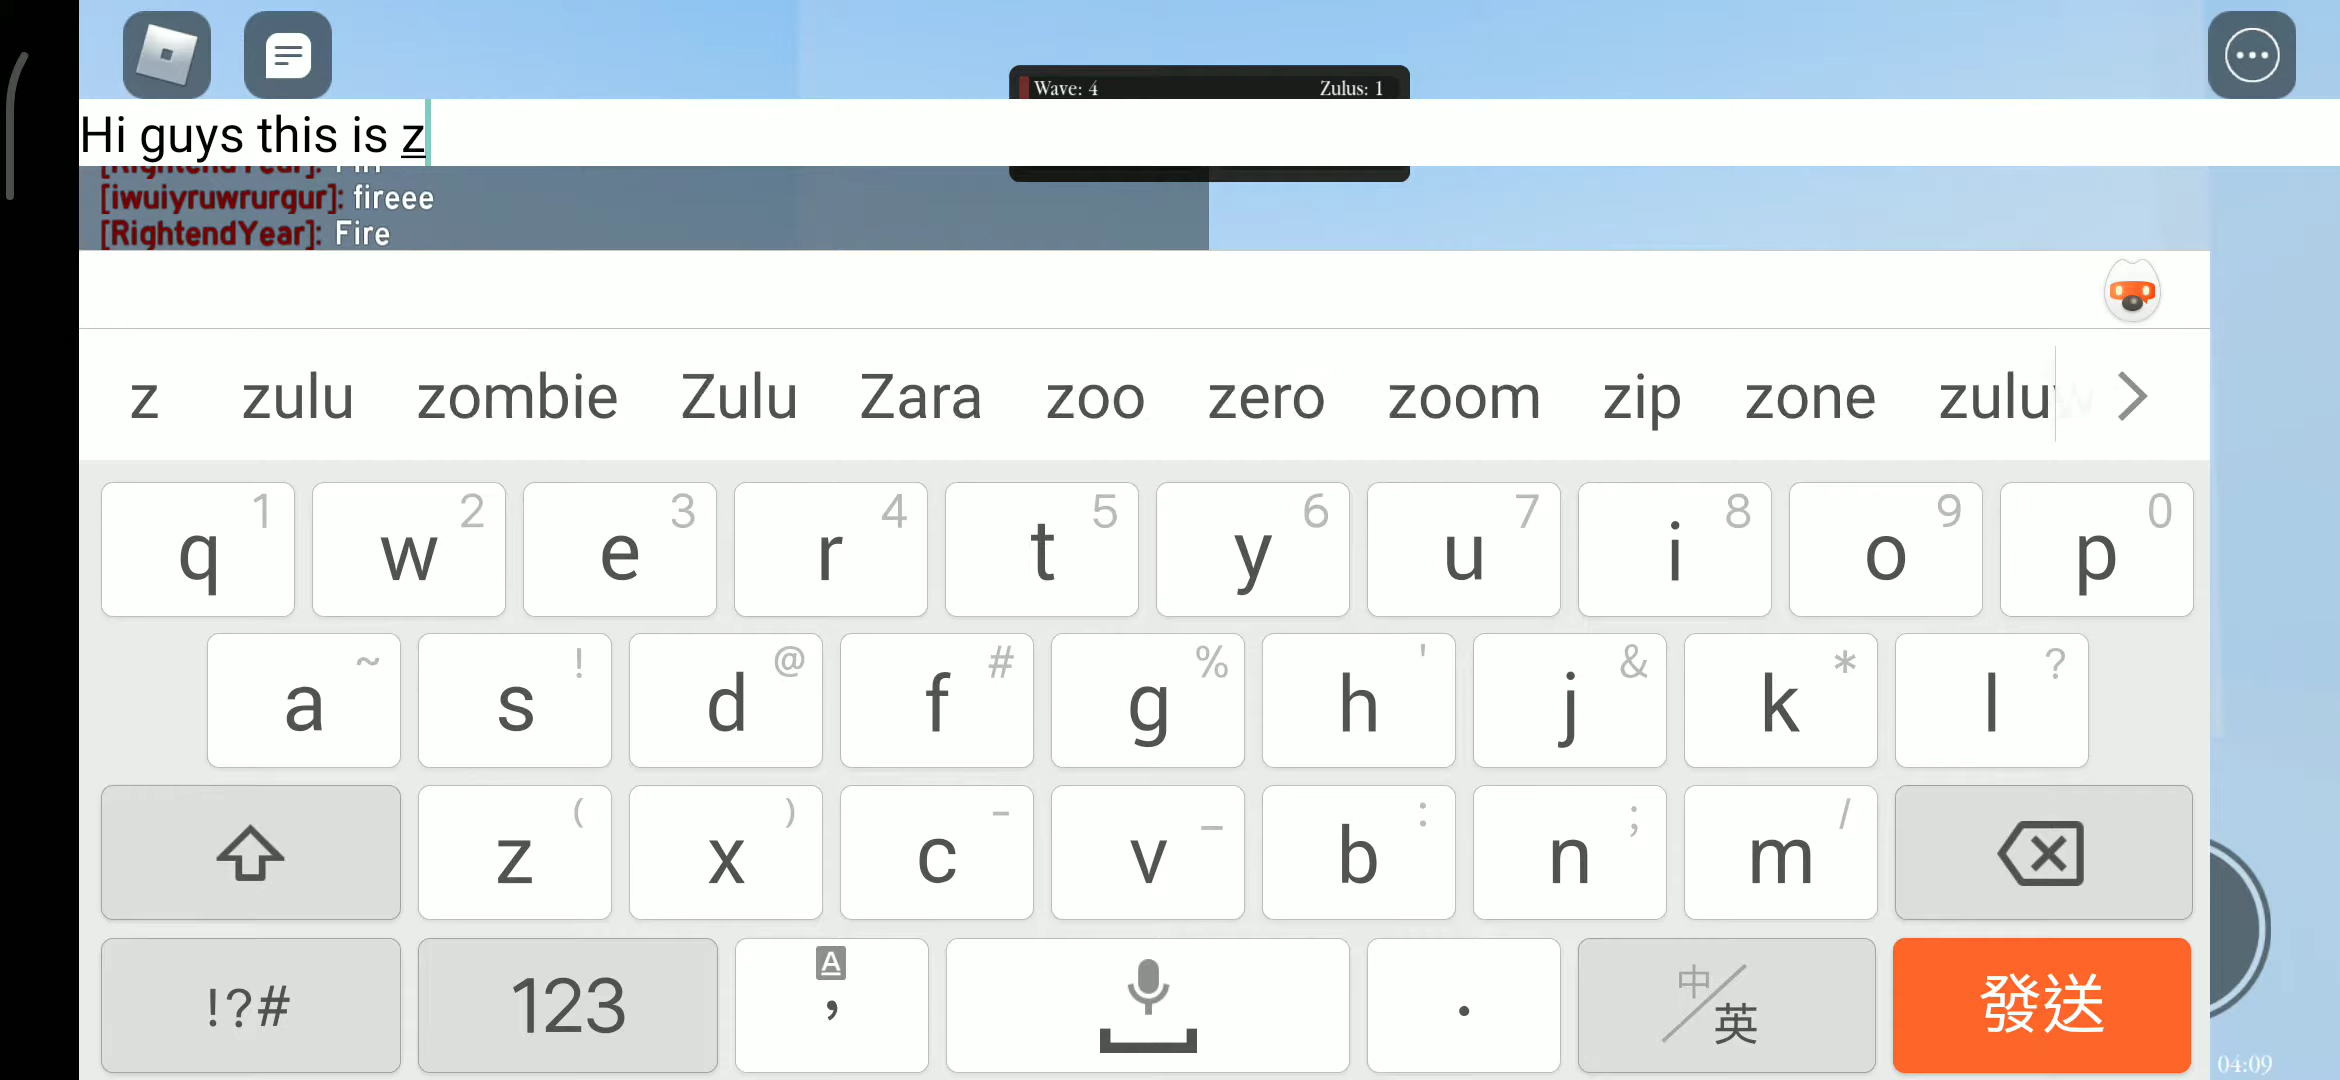 Wave: 4 Zulus: 1
Hi guys this is z
[RightendYear]:
[iwuiyruwrurgur]: fireee
[RightendYear]: Fire
z zulu zombie Zulu Zara zoo zero zoom zip zone zulu
q 1 w 2 e 3 r 4 t 5 y 6 u 7 i 8 o 9 p 0
a ~ s ! d @ f # g % h ' j & k * l ?
z ( x ) c - v _ b : n ; m /
!?# 123 A , . 中/英 發送
04:09